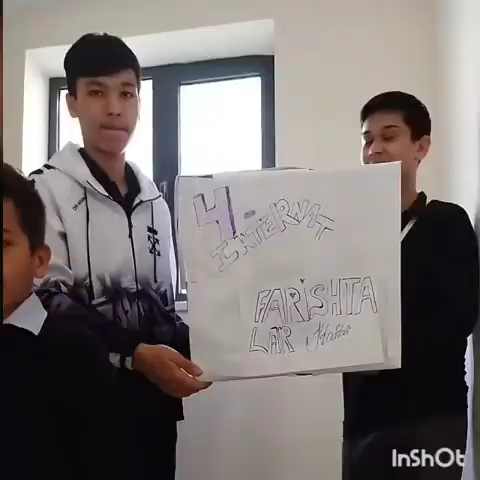 4-
INTERNAT
FARISHTA
LAR
InShOt